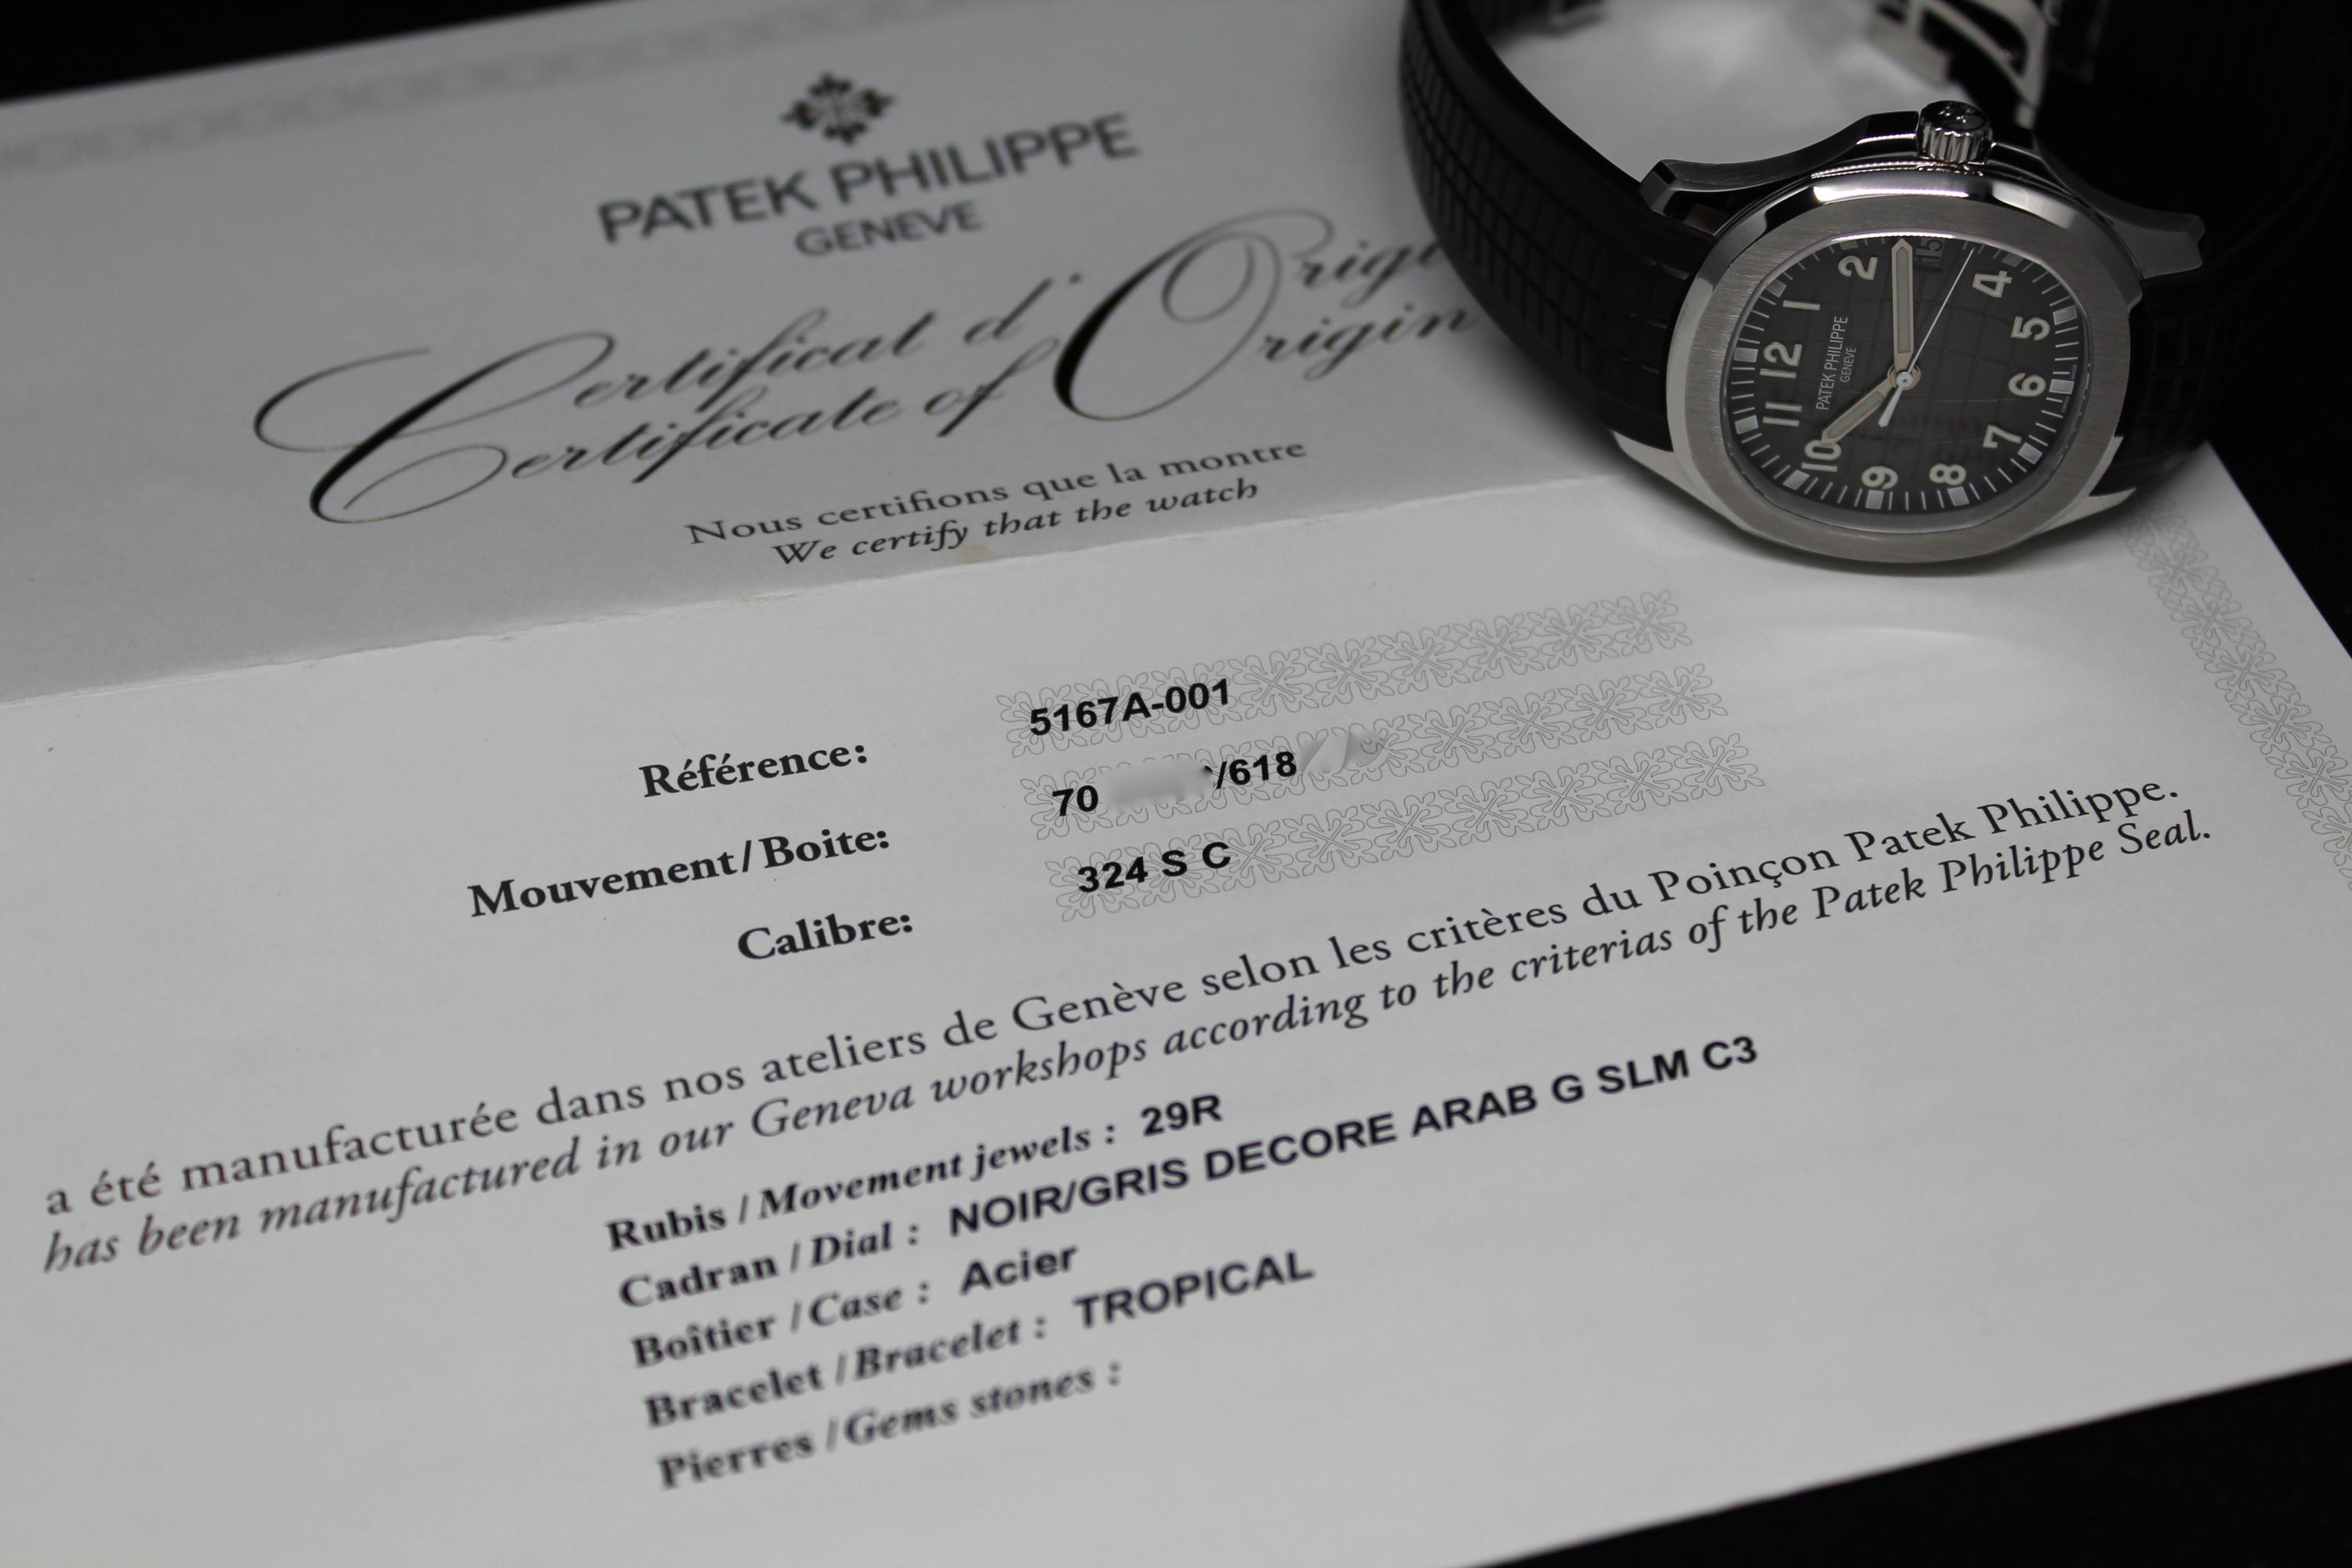 PATEK PHILIPPE
GENEVE
Certificat d'Origi
Certificate of Origin
Nous certifions que la montre
We certify that the watch
Référence: 5167A-001
Mouvement/Boite: 70 /618
Calibre: 324 S C
a été manufacturée dans nos ateliers de Genève selon les critères du Poinçon Patek Philippe.
has been manufactured in our Geneva workshops according to the criterias of the Patek Philippe Seal.
Rubis / Movement jewels : 29R
Cadran / Dial : NOIR/GRIS DECORE ARAB G SLM C3
Boîtier / Case : Acier
Bracelet / Bracelet : TROPICAL
Pierres / Gems stones :
PATEK PHILIPPE
GENEVE
12
1
2
15
4
5
6
7
8
9
10
11